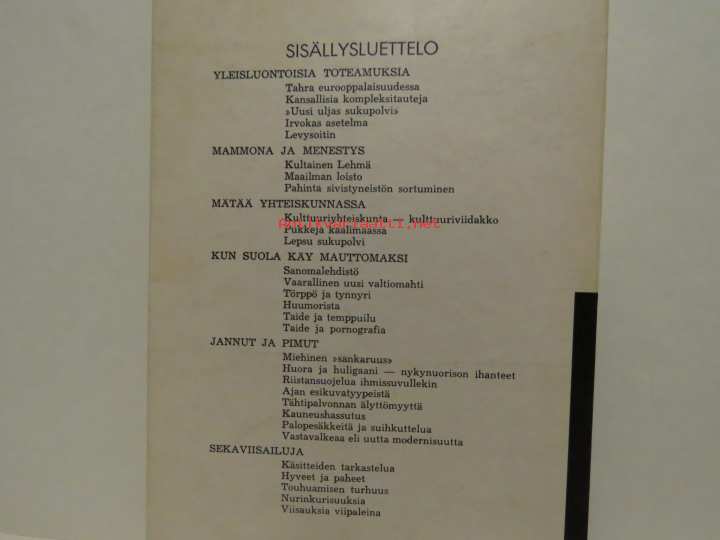 SISÄLLYSLUETTELO
YLEISLUONTOISIA TOTEAMUKSIA
Tahra eurooppalaisuudessa
Kansallisia kompleksitauteja
»Uusi uljas sukupolvi»
Irvokas asetelma
Levysoitin
MAMMONA JA MENESTYS
Kultainen Lehmä
Maailman loisto
Pahinta sivistyneistön sortuminen
MÄTÄÄ YHTEISKUNNASSA
Kulttuuriyhteiskunta — kulttuuriviidakko
Antikvariaatti.net
Pukkeja kaalimaassa
Lepsu sukupolvi
KUN SUOLA KÄY MAUTTOMAKSI
Sanomalehdistö
Vaarallinen uusi valtiomahti
Törppö ja tynnyri
Huumorista
Taide ja temppuilu
Taide ja pornografia
JANNUT JA PIMUT
Miehinen »sankaruus»
Huora ja huligaani — nykynuorison ihanteet
Riistansuojelua ihmissuvullekin
Ajan esikuvatyypeistä
Tähtipalvonnan älyttömyyttä
Kauneushassutus
Palopesäkkeitä ja suihkuttelua
Vastavalkeaa eli uutta modernisuutta
SEKAVIISAILUJA
Käsitteiden tarkastelua
Hyveet ja paheet
Touhuamisen turhuus
Nurinkurisuuksia
Viisauksia viipaleina